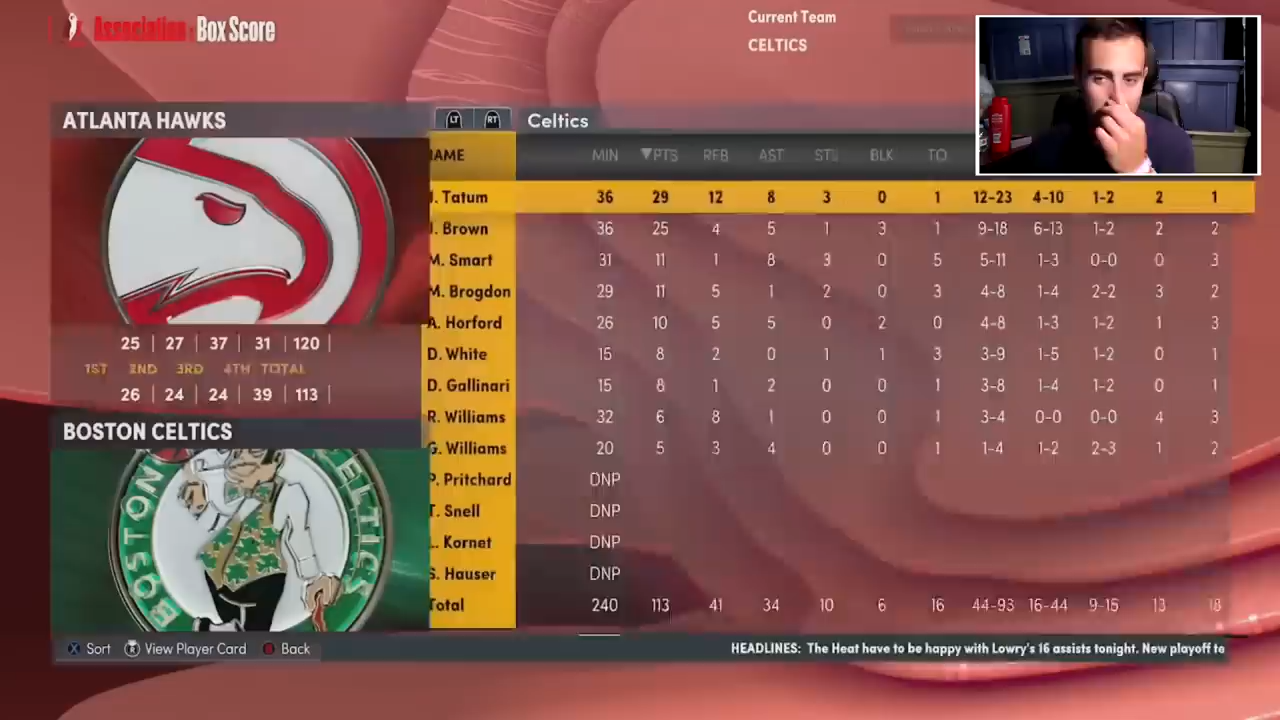 Association: Box Score
Current Team
CELTICS
ATLANTA HAWKS
25 | 27 | 37 | 31 | 120 |
1ST 2ND 3RD 4TH TOTAL
26 | 24 | 24 | 39 | 113 |
BOSTON CELTICS
BOSTON CELTICS
LT RT Celtics
AME MIN PTS REB AST STL BLK TO
J. Tatum 36 29 12 8 3 0 1 12-23 4-10 1-2 2 1
J. Brown 36 25 4 5 1 3 1 9-18 6-13 1-2 2 2
M. Smart 31 11 1 8 3 0 5 5-11 1-3 0-0 0 3
M. Brogdon 29 11 5 1 2 0 3 4-8 1-4 2-2 3 2
A. Horford 26 10 5 5 0 2 0 4-8 1-3 1-2 1 3
D. White 15 8 2 0 1 1 3 3-9 1-5 1-2 0 1
D. Gallinari 15 8 1 2 0 0 1 3-8 1-4 1-2 0 1
R. Williams 32 6 8 1 0 0 1 3-4 0-0 0-0 4 3
G. Williams 20 5 3 4 0 0 1 1-4 1-2 2-3 1 2
P. Pritchard DNP
T. Snell DNP
L. Kornet DNP
S. Hauser DNP
Total 240 113 41 34 10 6 16 44-93 16-44 9-15 13 18
X Sort R View Player Card B Back
HEADLINES: The Heat have to be happy with Lowry's 16 assists tonight. New playoff to